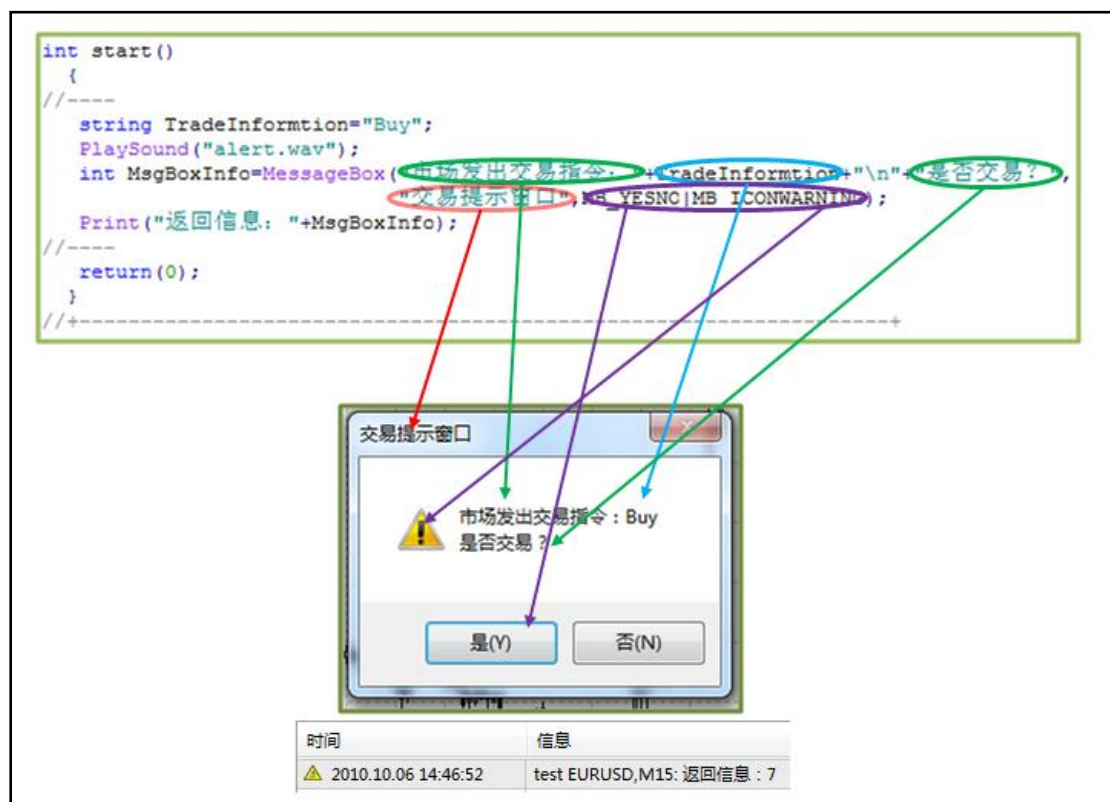 int start()
{
//----
string TradeInformtion="Buy";
PlaySound("alert.wav");
int MsgBoxInfo=MessageBox("市场发出交易指令："+TradeInformtion+"\n"+"是否交易？",
"交易提示窗口",MB_YESNO|MB_ICONWARNING);
Print("返回信息："+MsgBoxInfo);
//----
return(0);
}
//+------------------------------------------------------------------+
交易提示窗口
市场发出交易指令：Buy
是否交易？
是(Y) 否(N)
时间 信息
2010.10.06 14:46:52 test EURUSD,M15: 返回信息：7